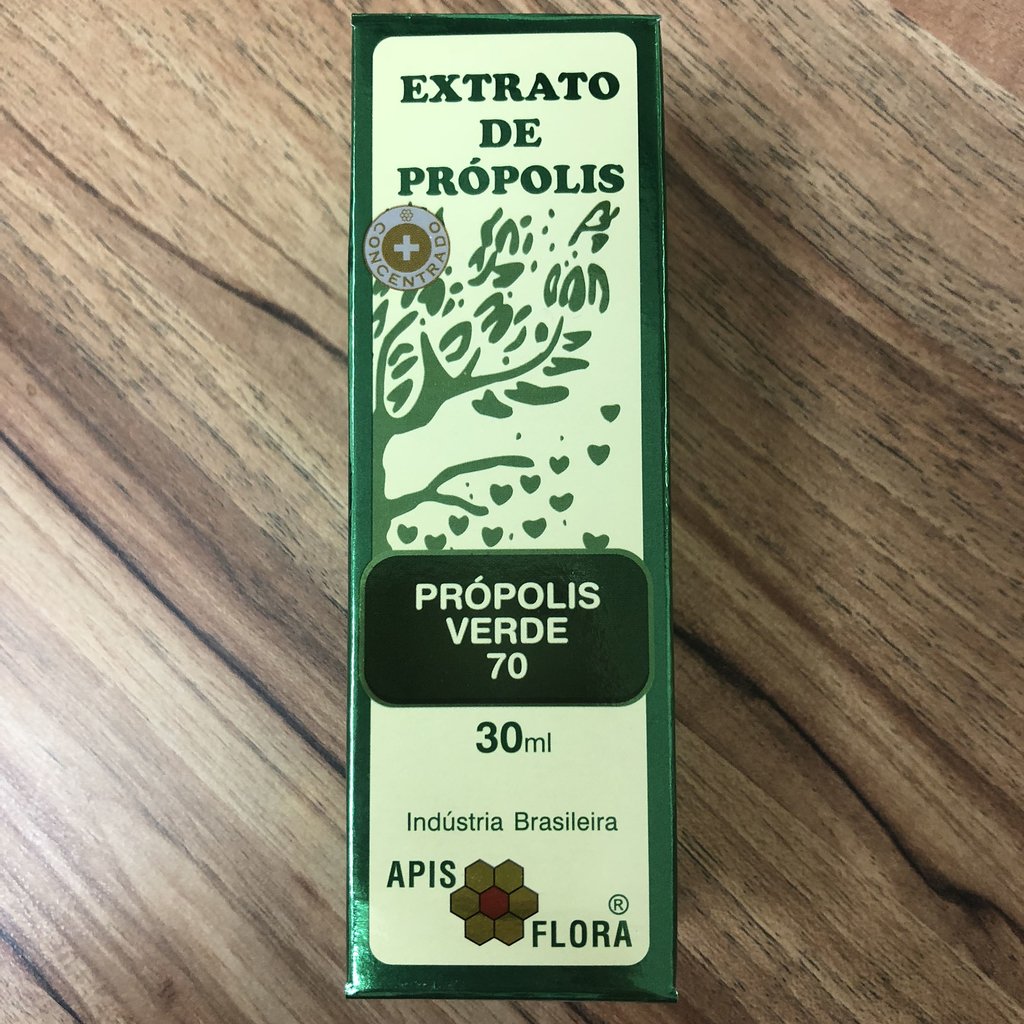 EXTRATO
DE
PRÓPOLIS
CONCENTRADO
PRÓPOLIS
VERDE
70
30ml
Indústria Brasileira
APIS
FLORA®